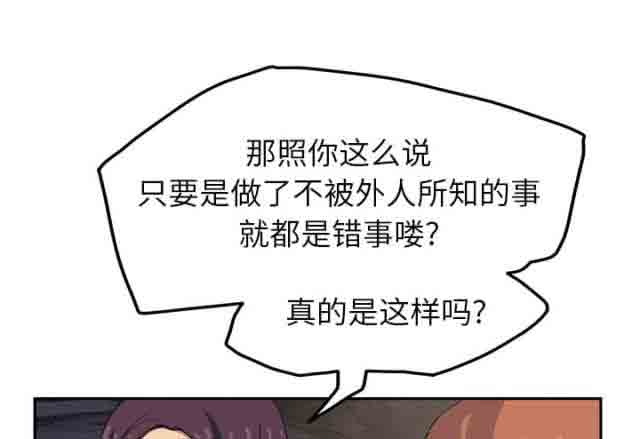 那照你这么说
只要是做了不被外人所知的事
就都是错事喽?
真的是这样吗?